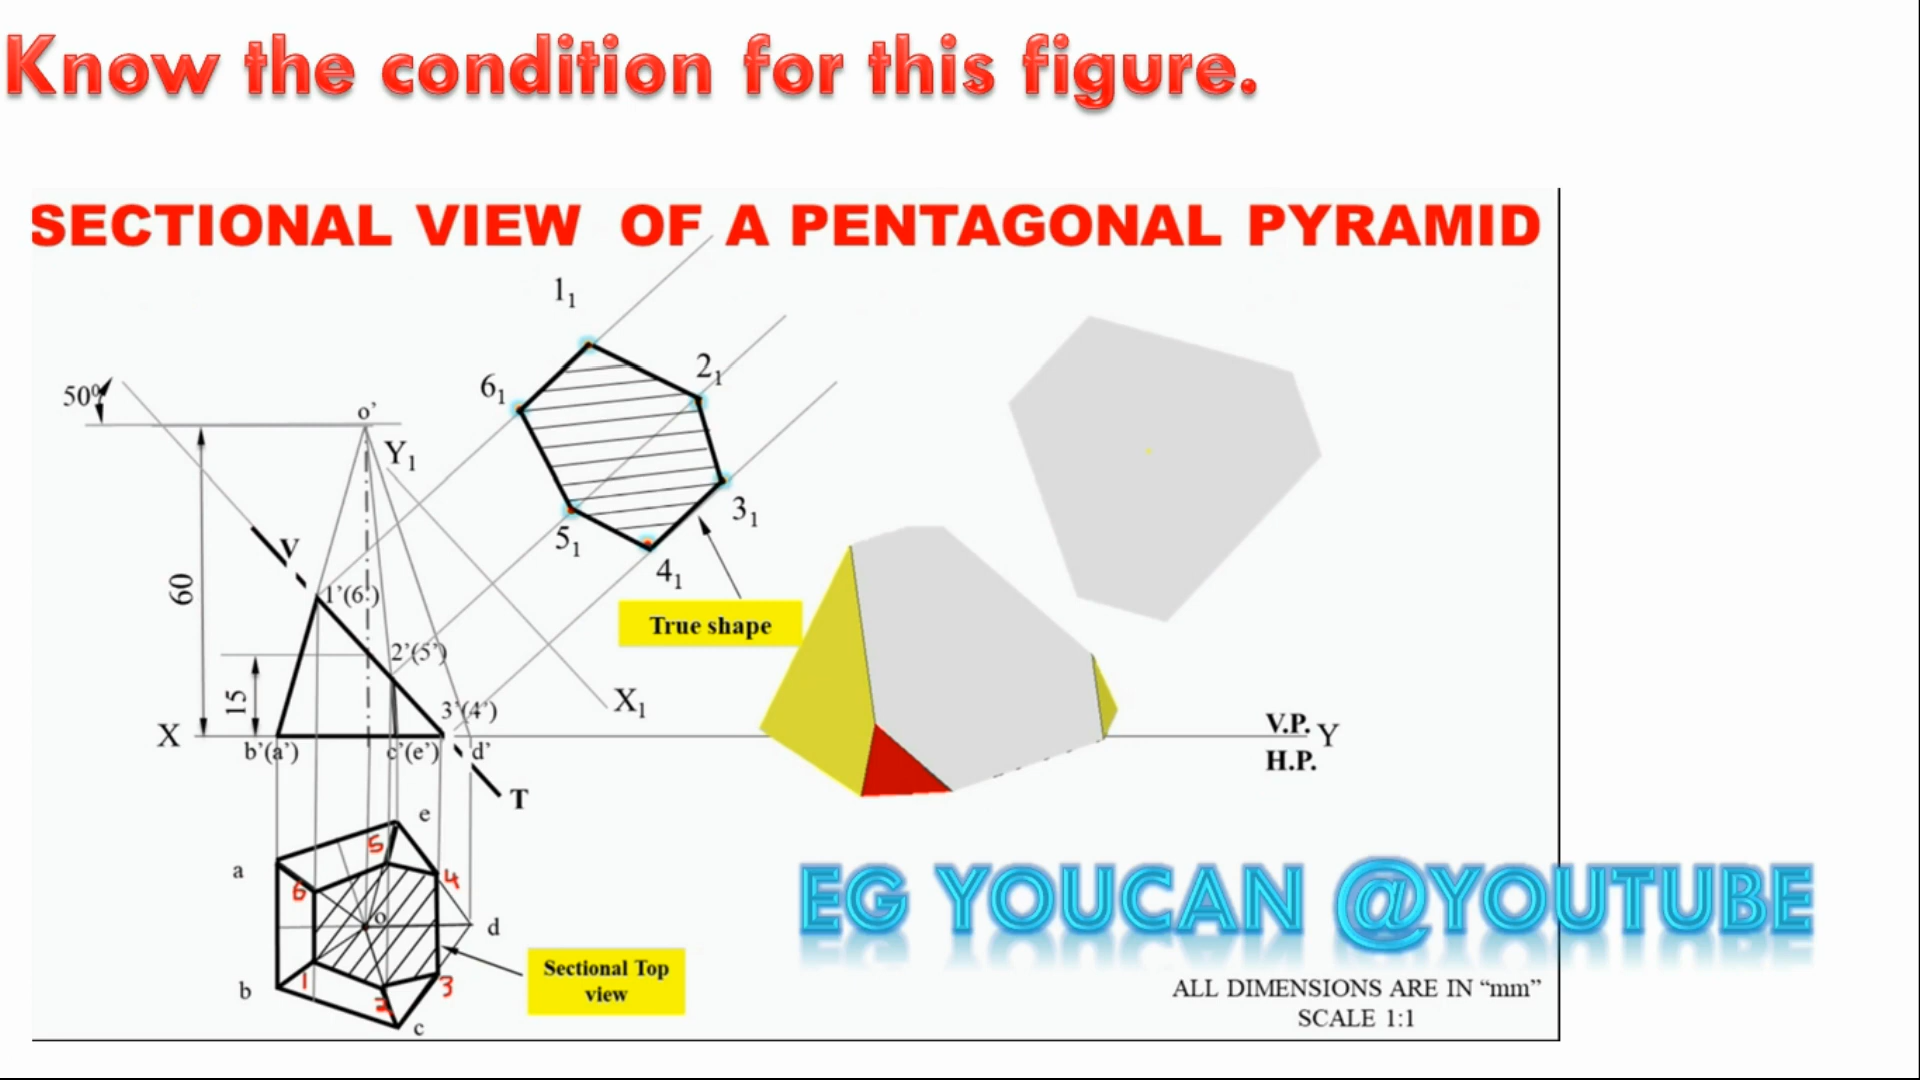 Know the condition for this figure.
SECTIONAL VIEW OF A PENTAGONAL PYRAMID
1₁
2₁
6₁
50º
o’
Y₁
3₁
5₁
4₁
V
1’(6’)
60
True shape
2’(5’)
15
X₁
3’(4’)
X
V.P.
Y
b’(a’)
c’(e’)
d’
H.P.
T
e
5
a
6
4
o
d
Sectional Top
view
b
1
2
3
c
EG YOUCAN @YOUTUBE
ALL DIMENSIONS ARE IN “mm”
SCALE 1:1